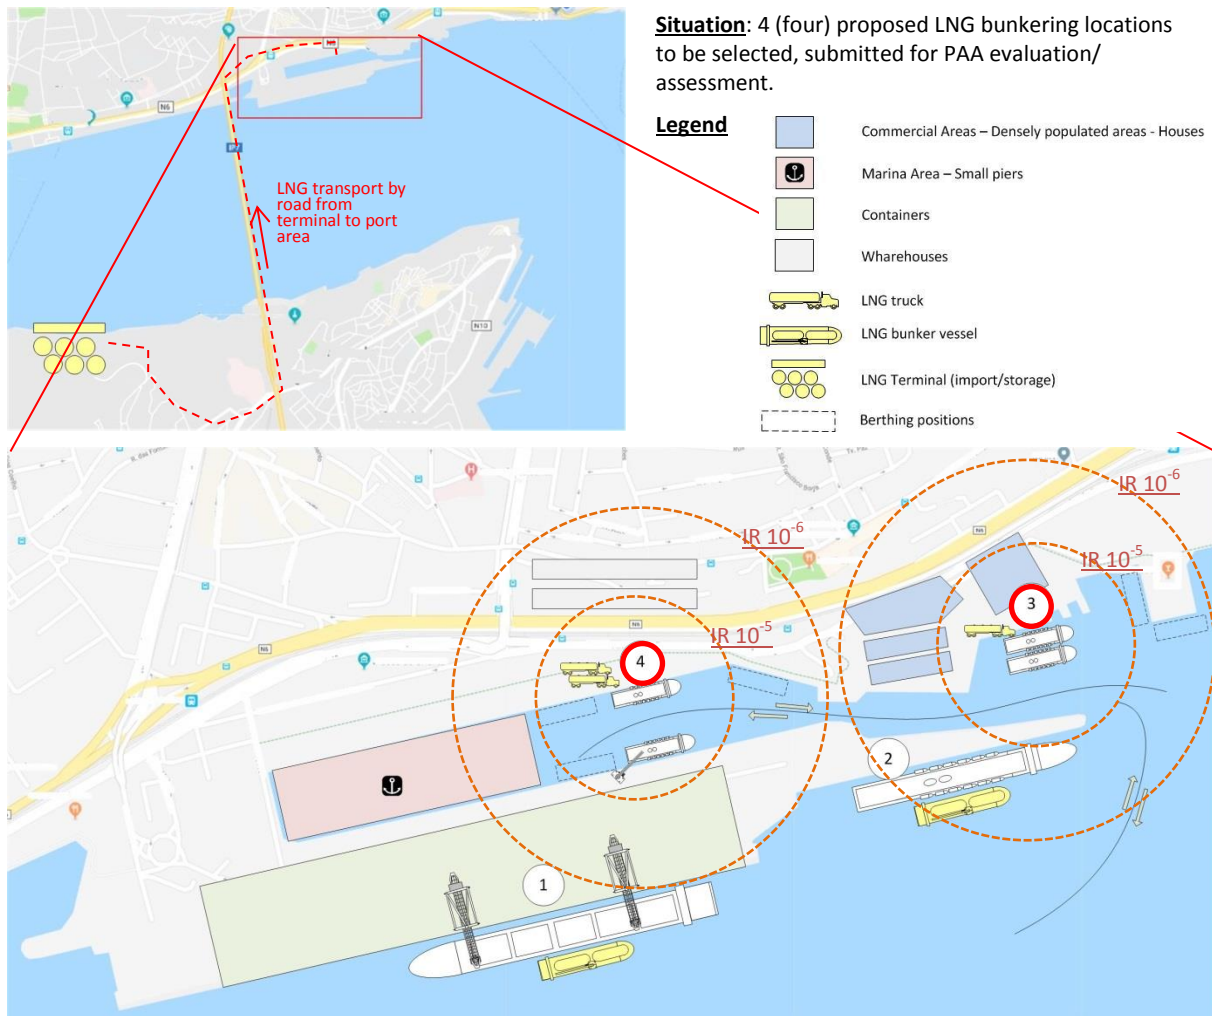 Situation: 4 (four) proposed LNG bunkering locations
to be selected, submitted for PAA evaluation/
assessment.
Legend
Commercial Areas – Densely populated areas - Houses
Marina Area – Small piers
Containers
Wharehouses
LNG truck
LNG bunker vessel
LNG Terminal (import/storage)
Berthing positions
N6
IP7
LNG transport by
road from
terminal to port
area
N10
IR 10-6
IR 10-6
IR 10-5
IR 10-5
N6
N6
N6
H
H
3
4
2
1